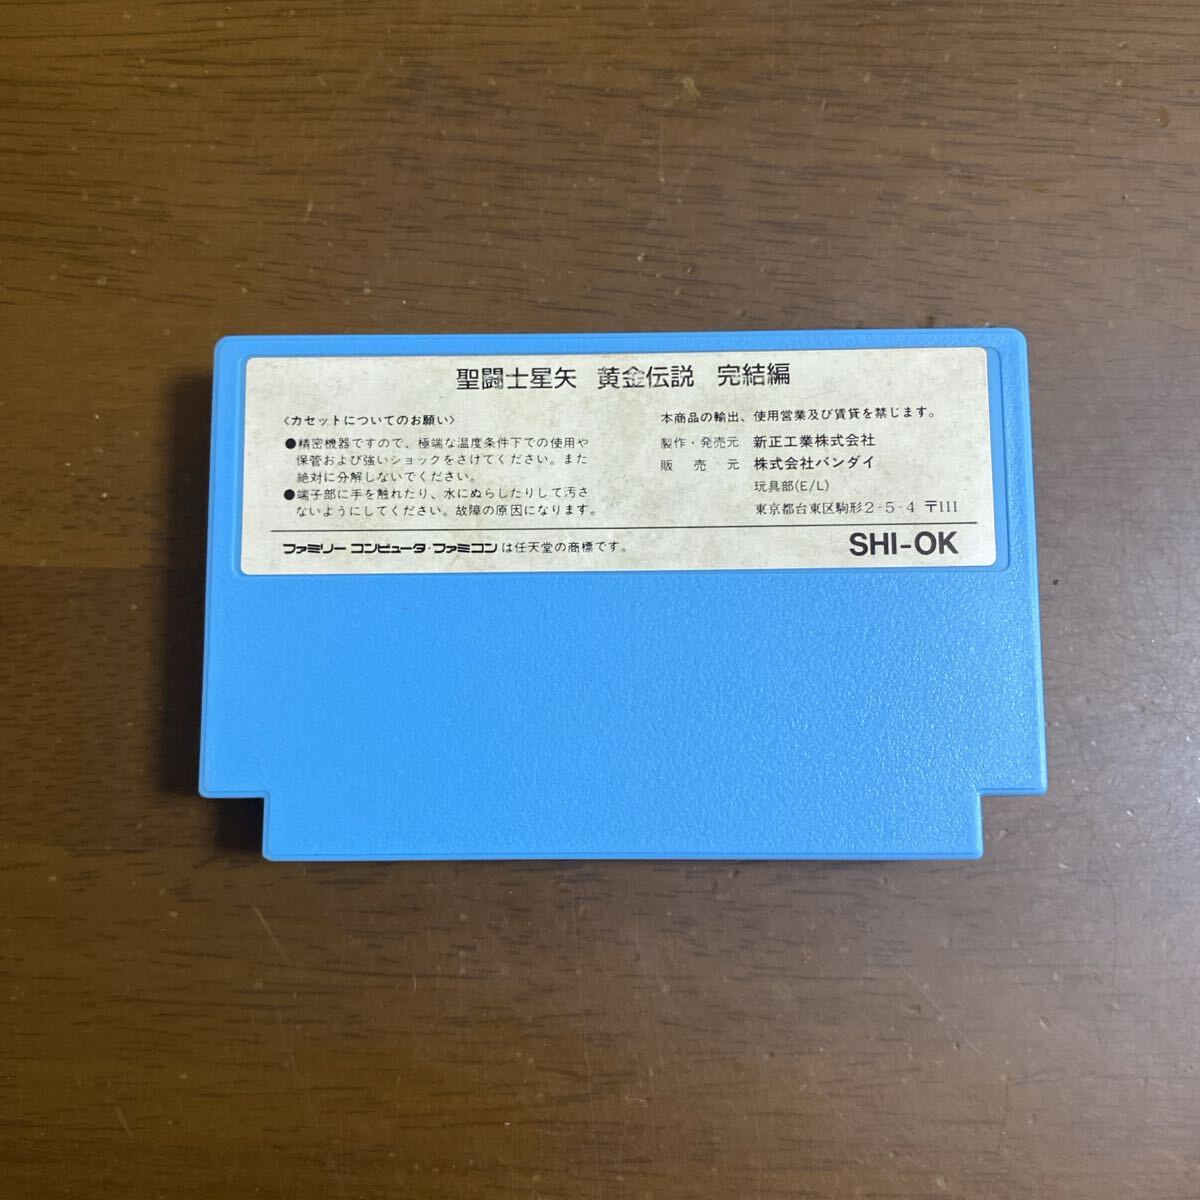 聖闘士星矢 黄金伝説 完結編
〈カセットについてのお願い〉
●精密機器ですので、極端な温度条件下での使用や
保管および強いショックをさけてください。また
絶対に分解しないでください。
●端子部に手を触れたり、水にぬらしたりして汚さ
ないようにしてください。故障の原因になります。
本商品の輸出、使用営業及び賃貸を禁じます。
製作・発売元 新正工業株式会社
販売元 株式会社バンダイ
玩具部(E/L)
東京都台東区駒形2-5-4 〒111
ファミリーコンピュータ・ファミコンは任天堂の商標です。
SHI-OK